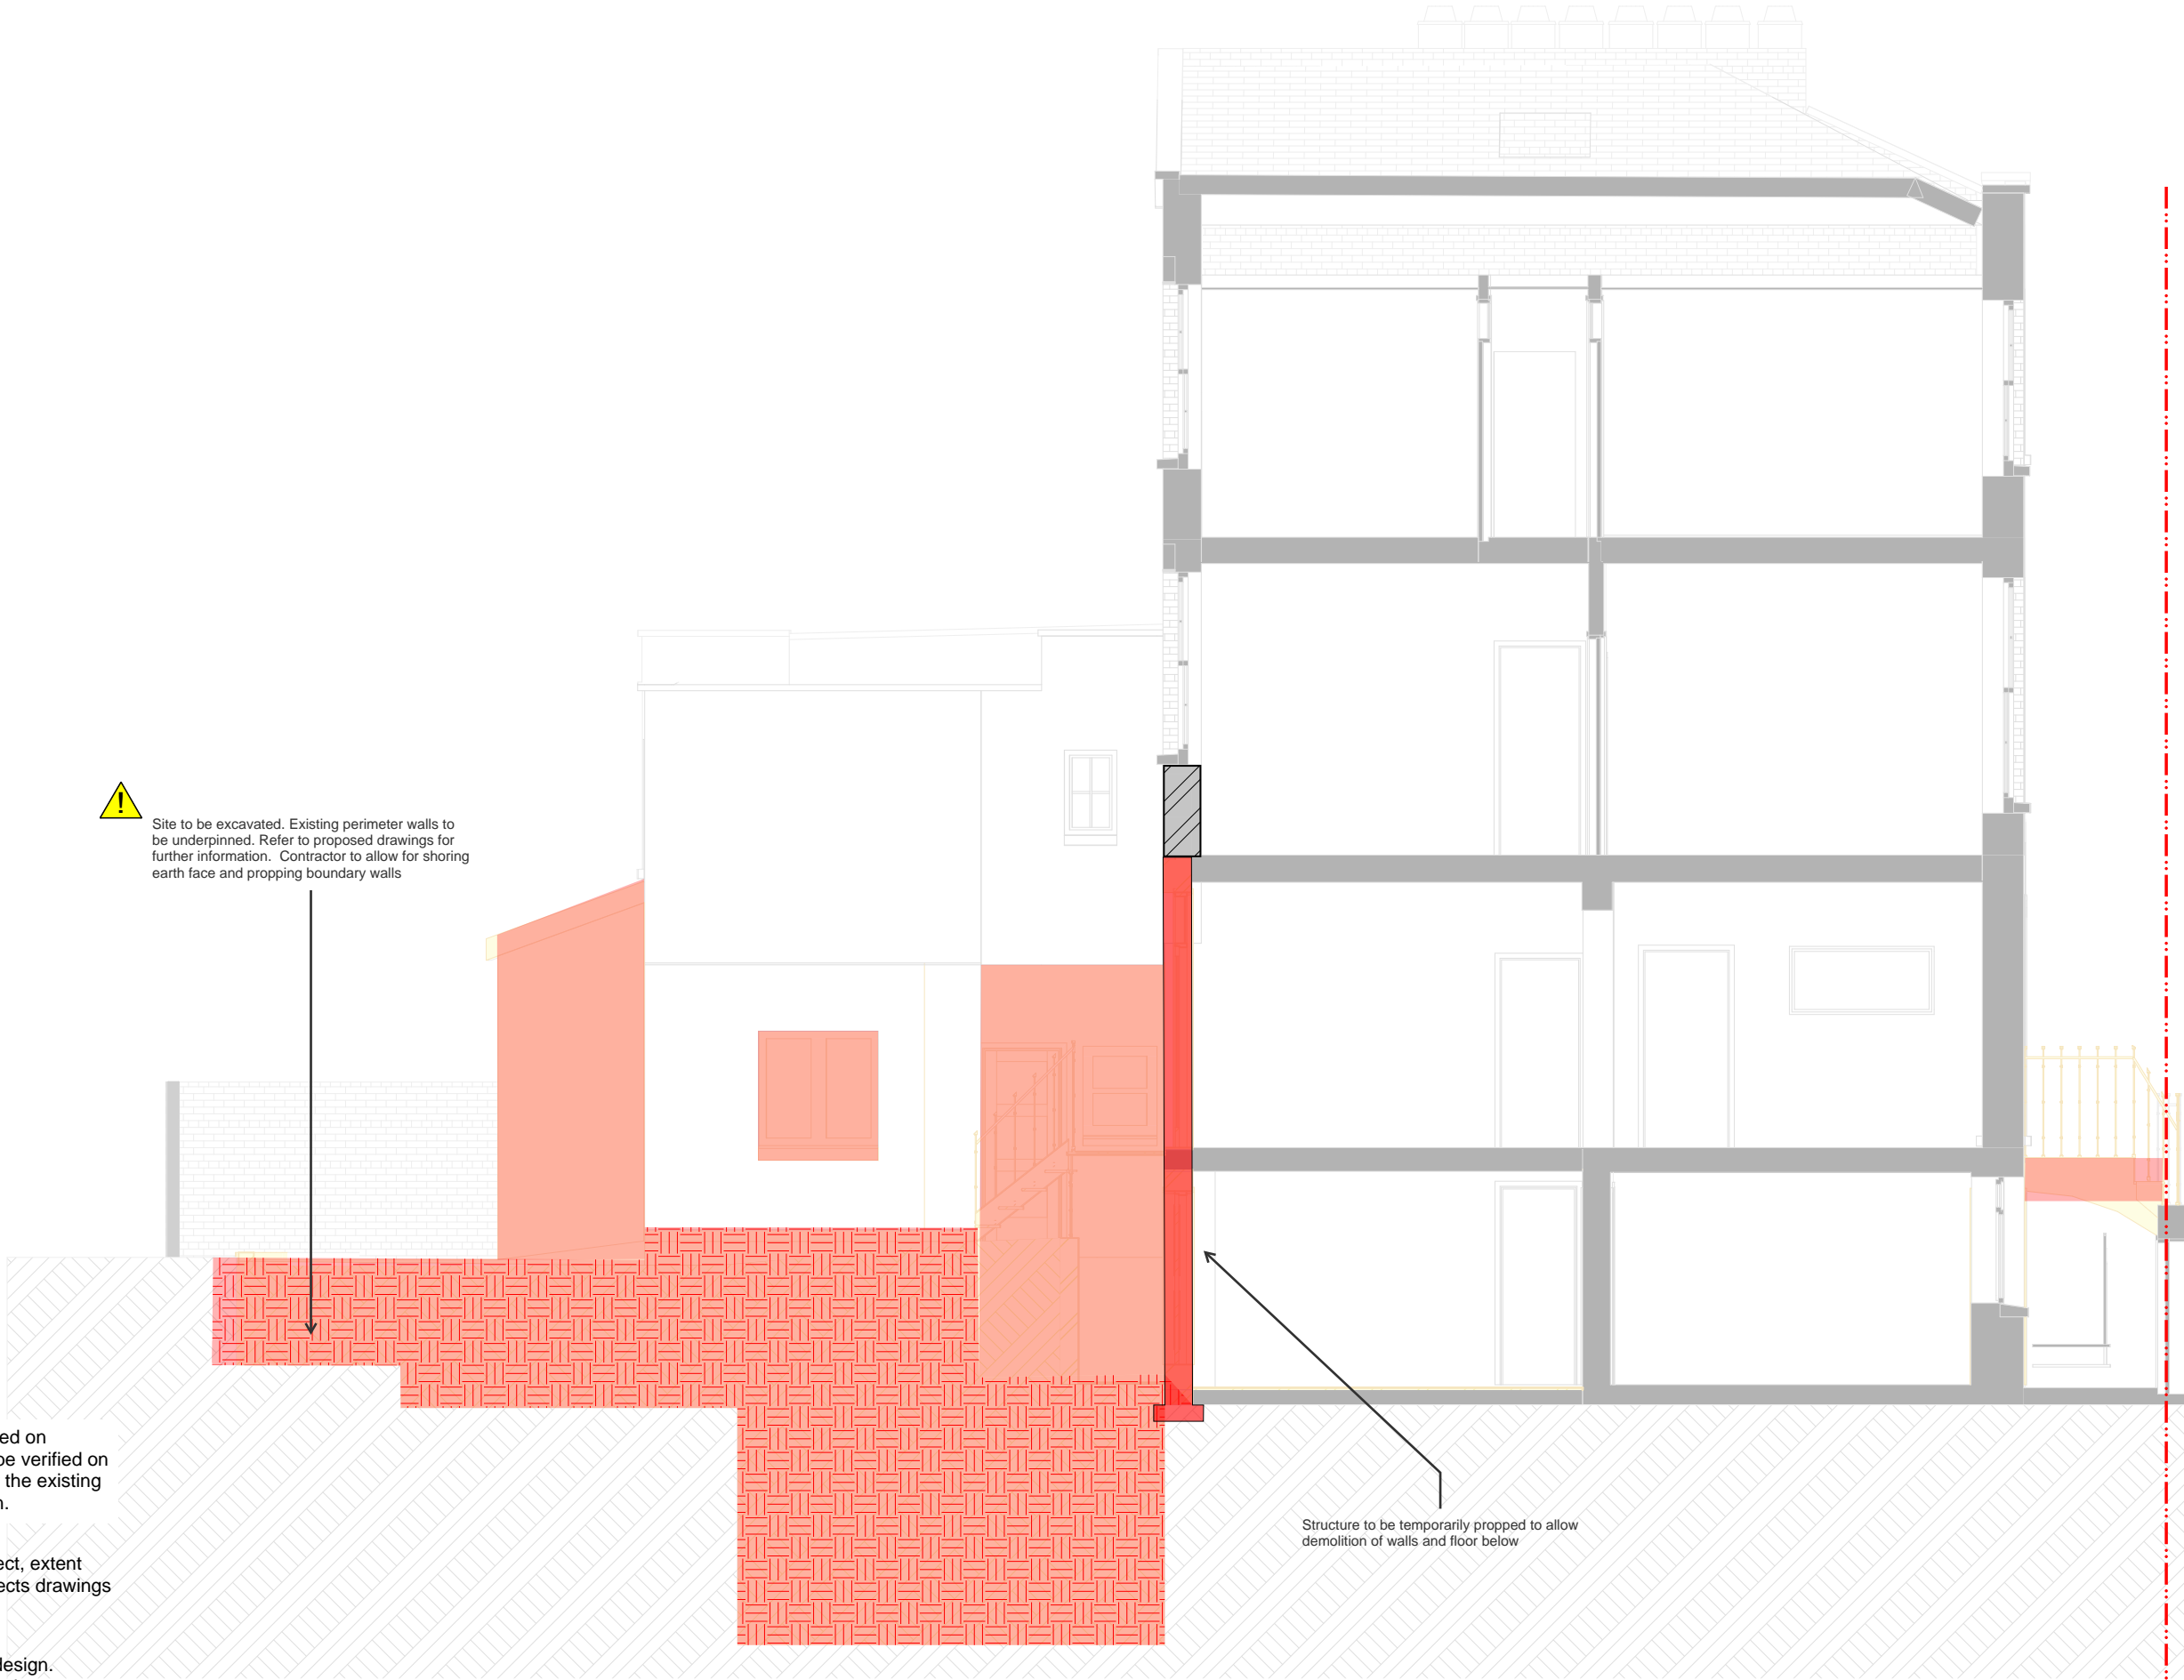 !
Site to be excavated. Existing perimeter walls to
be underpinned. Refer to proposed drawings for
further information. Contractor to allow for shoring
earth face and propping boundary walls
ed on
be verified on
the existing
Structure to be temporarily propped to allow
demolition of walls and floor below
ect, extent
ects drawings
design.